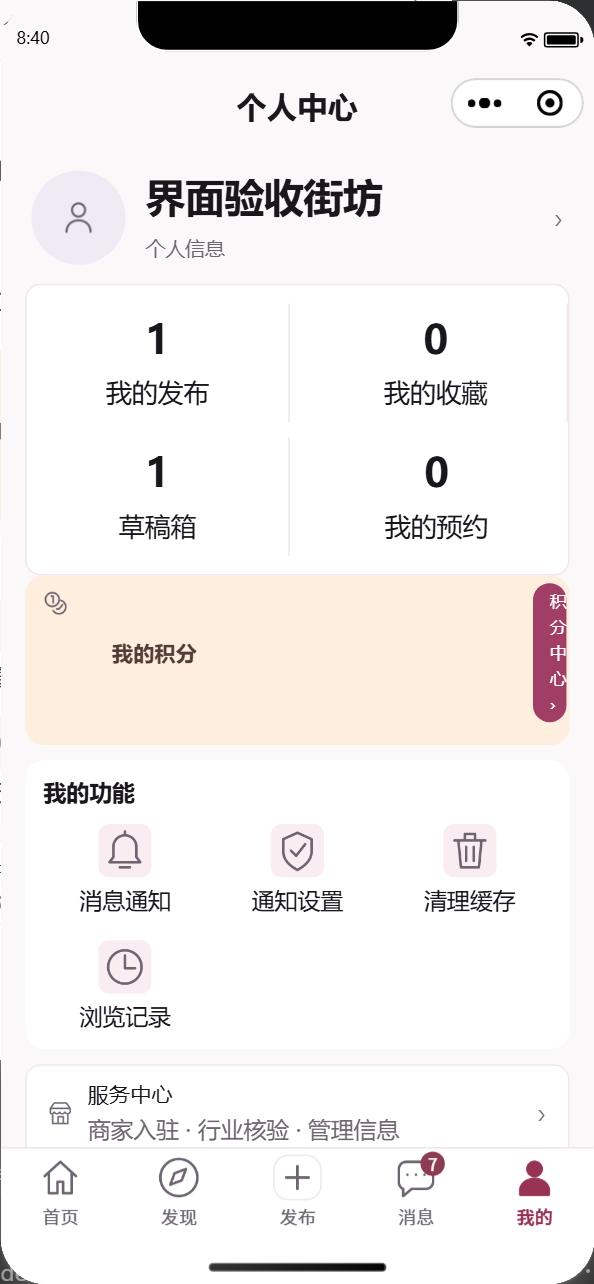 8:40
个人中心
界面验收街坊
个人信息
1
我的发布
0
我的收藏
1
草稿箱
0
我的预约
我的积分
积
分
中
心
›
我的功能
消息通知
通知设置
清理缓存
浏览记录
服务中心
商家入驻 · 行业核验 · 管理信息
首页
发现
发布
7
消息
我的